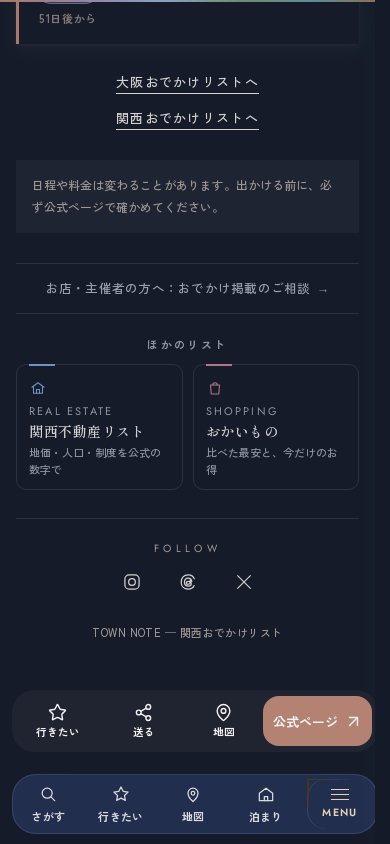 51日後から
大阪おでかけリストへ
関西おでかけリストへ
日程や料金は変わることがあります。出かける前に、必
ず公式ページで確かめてください。
お店・主催者の方へ：おでかけ掲載のご相談 →
ほかのリスト
REAL ESTATE
関西不動産リスト
地価・人口・制度を公式の
数字で
SHOPPING
おかいもの
比べた最安と、今だけのお
得
FOLLOW
TOWN NOTE — 関西おでかけリスト
行きたい
送る
地図
公式ページ
さがす
行きたい
地図
泊まり
MENU